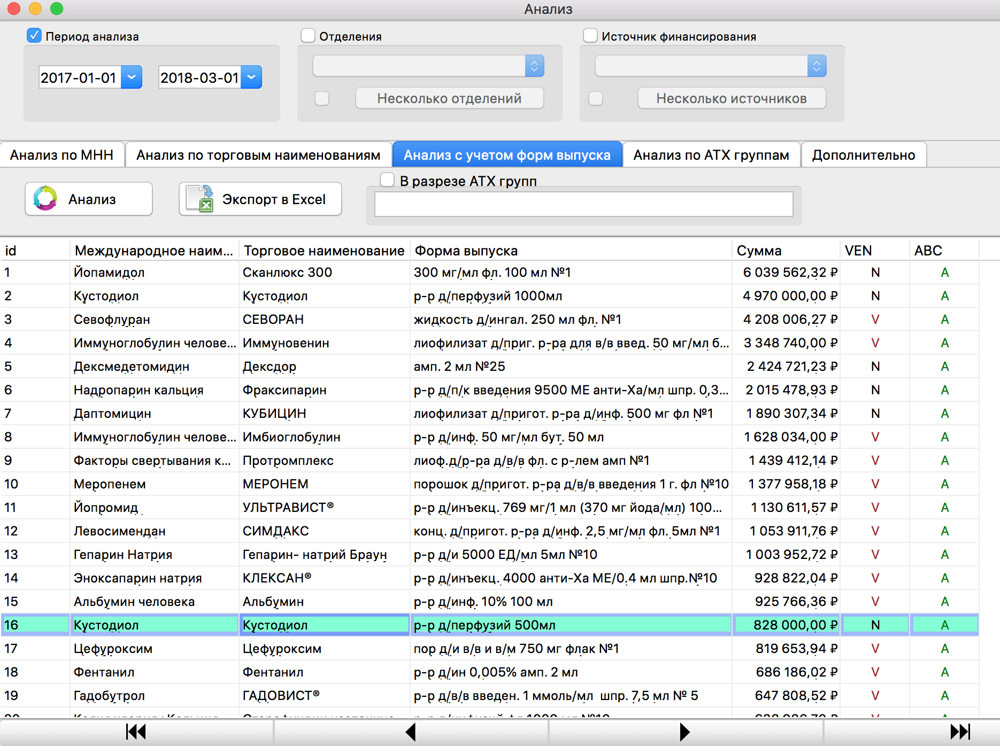 Анализ
Период анализа Отделения Источник финансирования
2017-01-01 2018-03-01
Несколько отделений Несколько источников
Анализ по МНН Анализ по торговым наименованиям Анализ с учетом форм выпуска Анализ по АТХ группам Дополнительно
В разрезе АТХ групп
Анализ Экспорт в Excel
id Международное наим... Торговое наименование Форма выпуска Сумма VEN ABC
1 Йопамидол Сканлюкс 300 300 мг/мл фл. 100 мл №1 6 039 562,32 ₽ N A
2 Кустодиол Кустодиол р-р д/перфузий 1000мл 4 970 000,00 ₽ N A
3 Севофлуран СЕВОРАН жидкость д/ингал. 250 мл фл. №1 4 208 006,27 ₽ V A
4 Иммуноглобулин челове... Иммуновенин лиофилизат д/приг. р-ра для в/в введ. 50 мг/мл б... 3 348 740,00 ₽ V A
5 Дексмедетомидин Дексдор амп. 2 мл №25 2 424 721,23 ₽ N A
6 Надропарин кальция Фраксипарин р-р д/п/к введения 9500 МЕ анти-Ха/мл шпр. 0,3... 2 015 478,93 ₽ N A
7 Даптомицин КУБИЦИН лиофилизат д/пригот. р-ра д/инф. 500 мг фл №1 1 890 307,34 ₽ N A
8 Иммуноглобулин челове... Имбиоглобулин р-р д/инф. 50 мг/мл бут. 50 мл 1 628 034,00 ₽ V A
9 Факторы свертывания к... Протромплекс лиоф.д/р-ра д/в/в фл. с р-лем амп №1 1 439 412,14 ₽ V A
10 Меропенем МЕРОНЕМ порошок д/пригот. р-ра д/в/в введения 1 г. фл №10 1 377 958,18 ₽ V A
11 Йопромид УЛЬТРАВИСТ® р-р д/инъекц. 769 мг/1 мл (370 мг йода/мл) 100... 1 130 611,57 ₽ V A
12 Левосимендан СИМДАКС конц. д/пригот. р-ра д/инф. 2,5 мг/мл фл. 5мл №1 1 053 911,76 ₽ V A
13 Гепарин Натрия Гепарин- натрий Браун р-р д/и 5000 ЕД/мл 5мл №10 1 003 952,72 ₽ V A
14 Эноксапарин натрия КЛЕКСАН® р-р д/инъекц. 4000 анти-Ха МЕ/0.4 мл шпр.№10 928 822,04 ₽ V A
15 Альбумин человека Альбумин р-р д/инф. 10% 100 мл 925 766,36 ₽ V A
16 Кустодиол Кустодиол р-р д/перфузий 500мл 828 000,00 ₽ N A
17 Цефуроксим Цефуроксим пор д/и в/в и в/м 750 мг флак №1 819 653,94 ₽ V A
18 Фентанил Фентанил р-р д/ин 0,005% амп. 2 мл 686 186,02 ₽ V A
19 Гадобутрол ГАДОВИСТ® р-р д/в/в введен. 1 ммоль/мл шпр. 7,5 мл № 5 647 808,52 ₽ V A